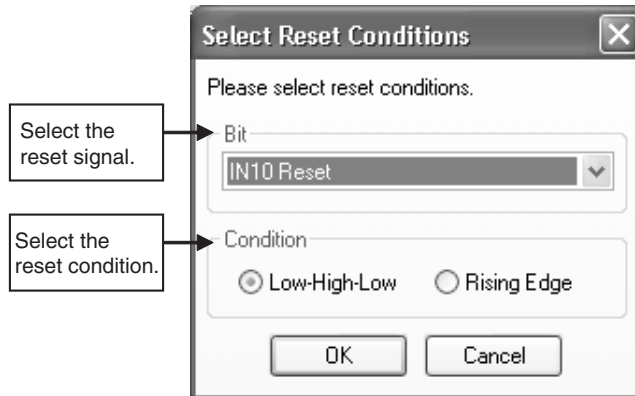 Select Reset Conditions
Please select reset conditions.
Select the
reset signal.
Bit
IN10 Reset
Select the
reset condition.
Condition
Low-High-Low
Rising Edge
OK
Cancel